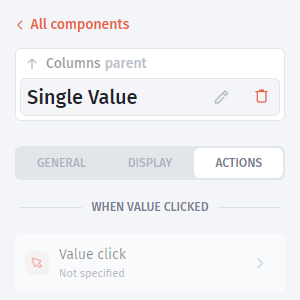 All components
Columns parent
Single Value
GENERAL
DISPLAY
ACTIONS
WHEN VALUE CLICKED
Value click
Not specified